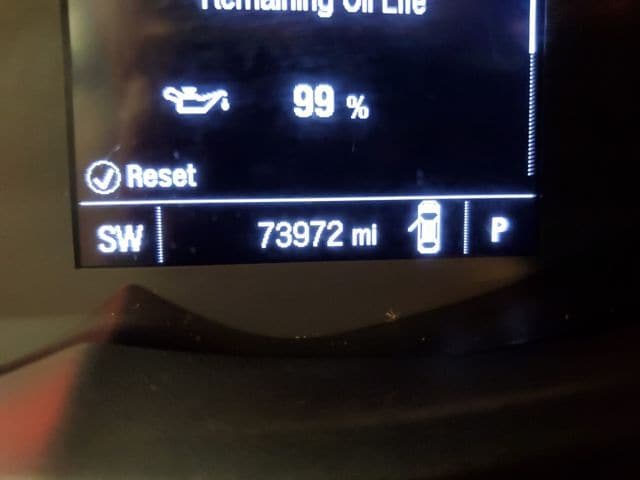 Remaining Oil Life
99 %
Reset
SW 73972 mi P